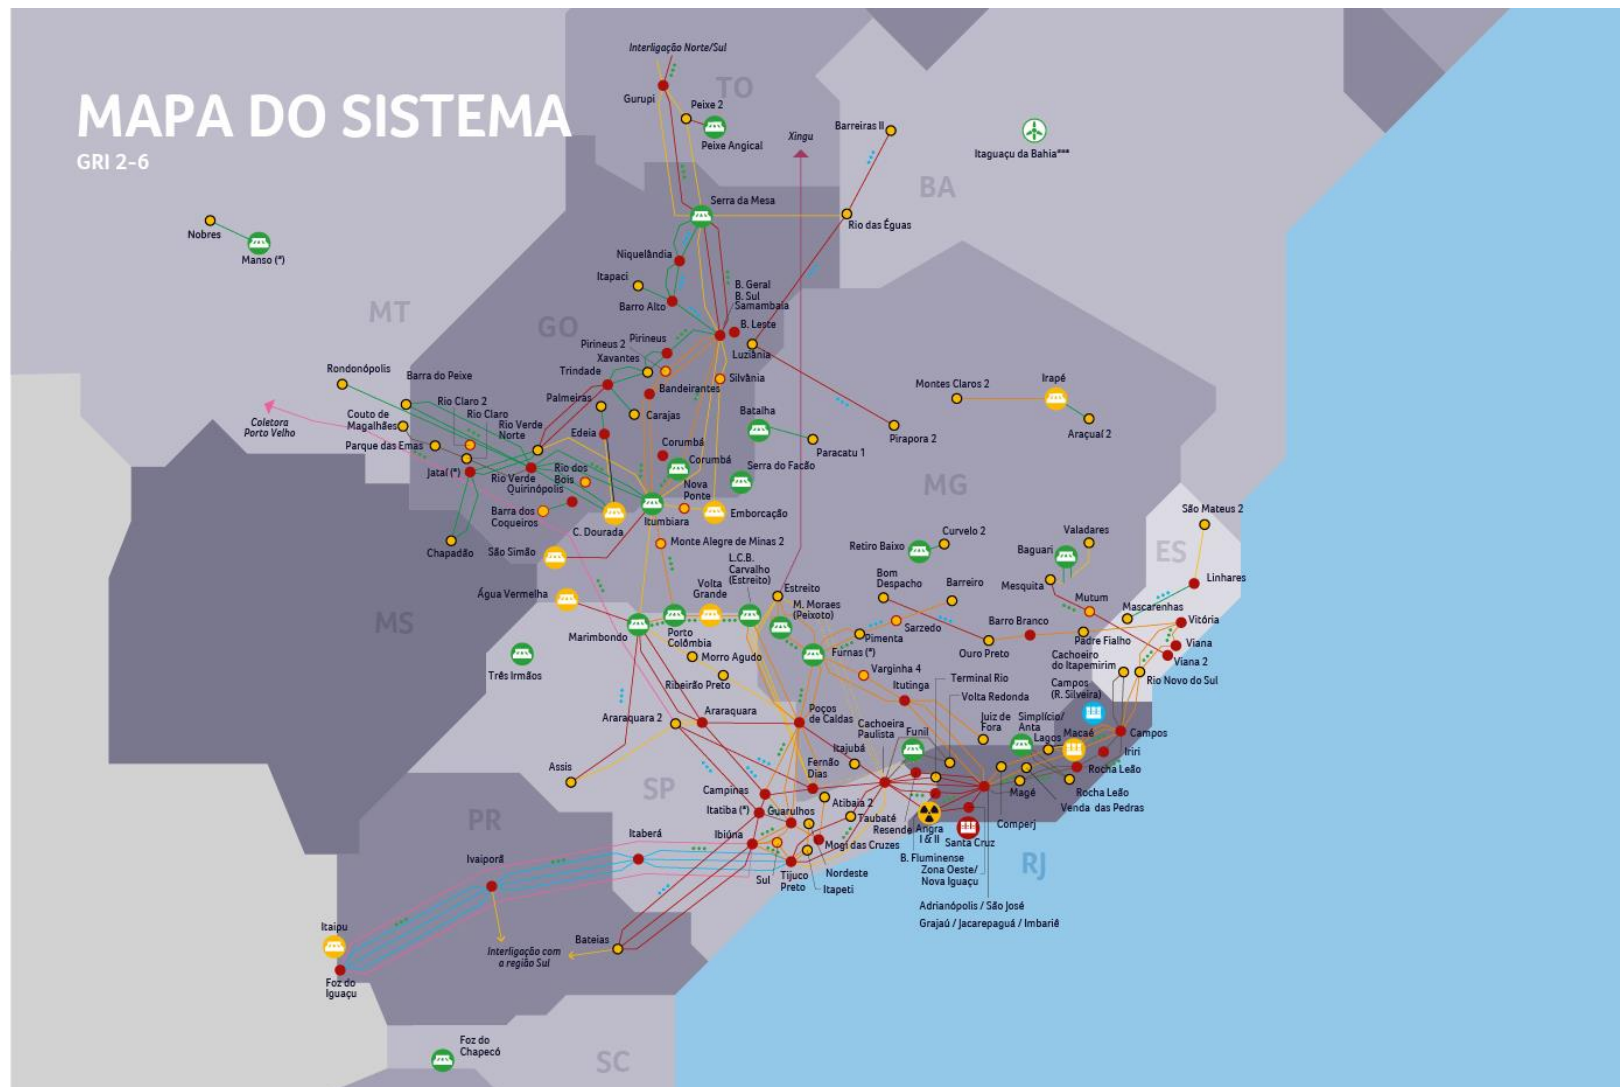 MAPA DO SISTEMA
GRI 2-6
Interligação Norte/Sul
TO
Gurupi
Peixe 2
Peixe Angical
Xingu
Barreiras II
Itaguaçu da Bahia***
BA
Serra da Mesa
Rio das Éguas
Nobres
Manso (*)
Niquelândia
Itapaci
Barro Alto
B. Geral
B. Sul
Samambaia
B. Leste
Luziânia
MT
GO
Pirineus
Pirineus 2
Xavantes
Trindade
Silvânia
Bandeirantes
Rondonópolis
Barra do Peixe
Palmeiras
Carajas
Batalha
Montes Claros 2
Irapé
Araçuaí 2
Coletora
Porto Velho
Couto de
Magalhães
Rio Claro 2
Rio Claro
Rio Verde
Norte
Parque das Emas
Edeia
Corumbá
Corumbá
Paracatu 1
Pirapora 2
Jataí (*)
Rio Verde
Quirinópolis
Rio dos
Bois
Nova
Ponte
Serra do Facão
MG
Barra dos
Coqueiros
C. Dourada
Itumbiara
Emborcação
São Mateus 2
Chapadão
São Simão
Monte Alegre de Minas 2
Retiro Baixo
Curvelo 2
Baguari
Valadares
ES
Água Vermelha
Volta
Grande
L.C.B.
Carvalho
(Estreito)
Estreito
Bom
Despacho
Barreiro
Mesquita
Linhares
MS
Marimbondo
Porto
Colômbia
M. Moraes
(Peixoto)
Pimenta
Sarzedo
Barro Branco
Mutum
Mascarenhas
Vitória
Três Irmãos
Morro Agudo
Furnas (*)
Ouro Preto
Padre Fialho
Viana
Viana 2
Ribeirão Preto
Varginha 4
Itutinga
Cachoeiro
do Itapemirim
Rio Novo do Sul
Terminal Rio
Volta Redonda
Campos
(R. Silveira)
Araraquara 2
Araraquara
Poços
de Caldas
Cachoeira
Paulista
Funil
Juiz de
Fora
Simplício/
Anta
Lagos
Macaé
Campos
Itajubá
Iriri
Assis
Fernão
Dias
Rocha Leão
SP
Campinas
Atibaia 2
Magé
Rocha Leão
Venda das Pedras
PR
Itatiba (*)
Guarulhos
Taubaté
Resende
Angra
I & II
Santa Cruz
Comperj
Itaberá
Ibiúna
Mogi das Cruzes
B. Fluminense
Zona Oeste/
Nova Iguaçu
RJ
Ivaiporã
Sul
Tijuco
Preto
Nordeste
Itapeti
Adrianópolis / São José
Grajaú / Jacarepaguá / Imbariê
Itaipu
Interligação com
a região Sul
Bateias
Foz do
Iguaçu
Foz do
Chapecó
SC